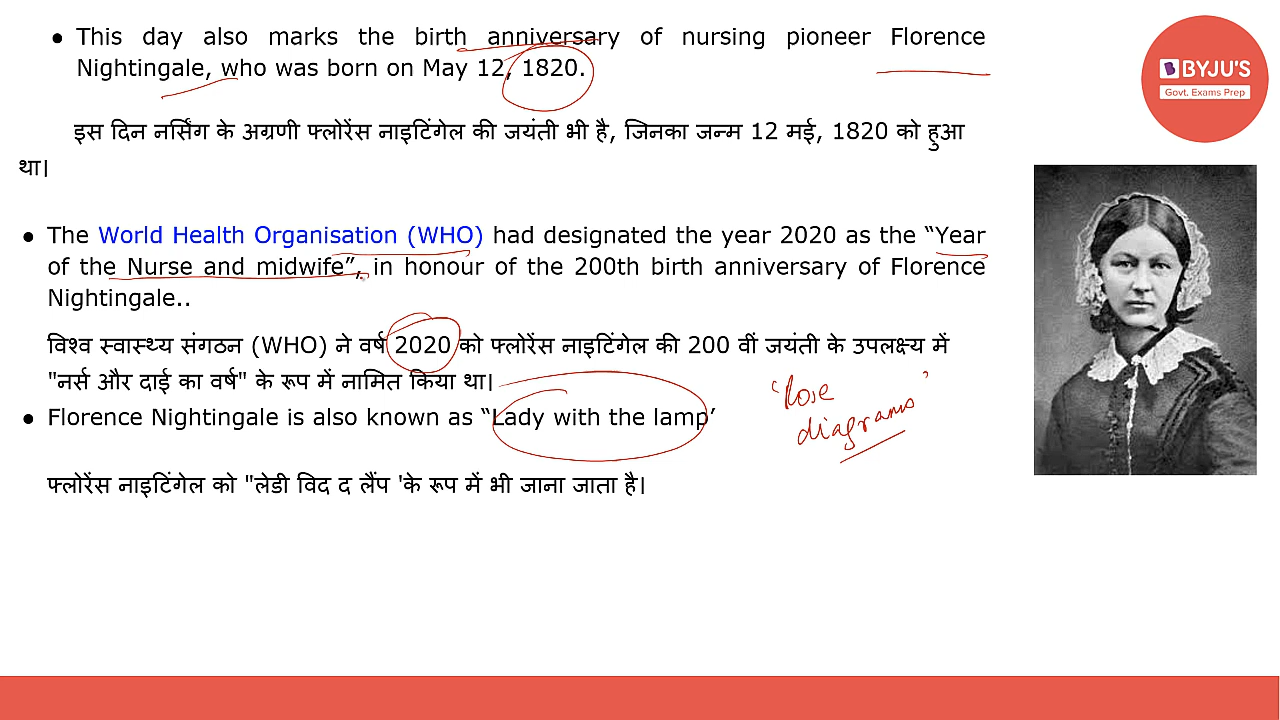 ● This day also marks the birth anniversary of nursing pioneer Florence
Nightingale, who was born on May 12, 1820.
इस दिन नर्सिंग के अग्रणी फ्लोरेंस नाइटिंगेल की जयंती भी है, जिनका जन्म 12 मई, 1820 को हुआ
था।
● The World Health Organisation (WHO) had designated the year 2020 as the “Year
of the Nurse and midwife”, in honour of the 200th birth anniversary of Florence
Nightingale..
विश्व स्वास्थ्य संगठन (WHO) ने वर्ष 2020 को फ्लोरेंस नाइटिंगेल की 200 वीं जयंती के उपलक्ष्य में
"नर्स और दाई का वर्ष" के रूप में नामित किया था।
● Florence Nightingale is also known as “Lady with the lamp’
फ्लोरेंस नाइटिंगेल को "लेडी विद द लैंप 'के रूप में भी जाना जाता है।
‘Rose
diagrams’
BYJU'S
Govt. Exams Prep